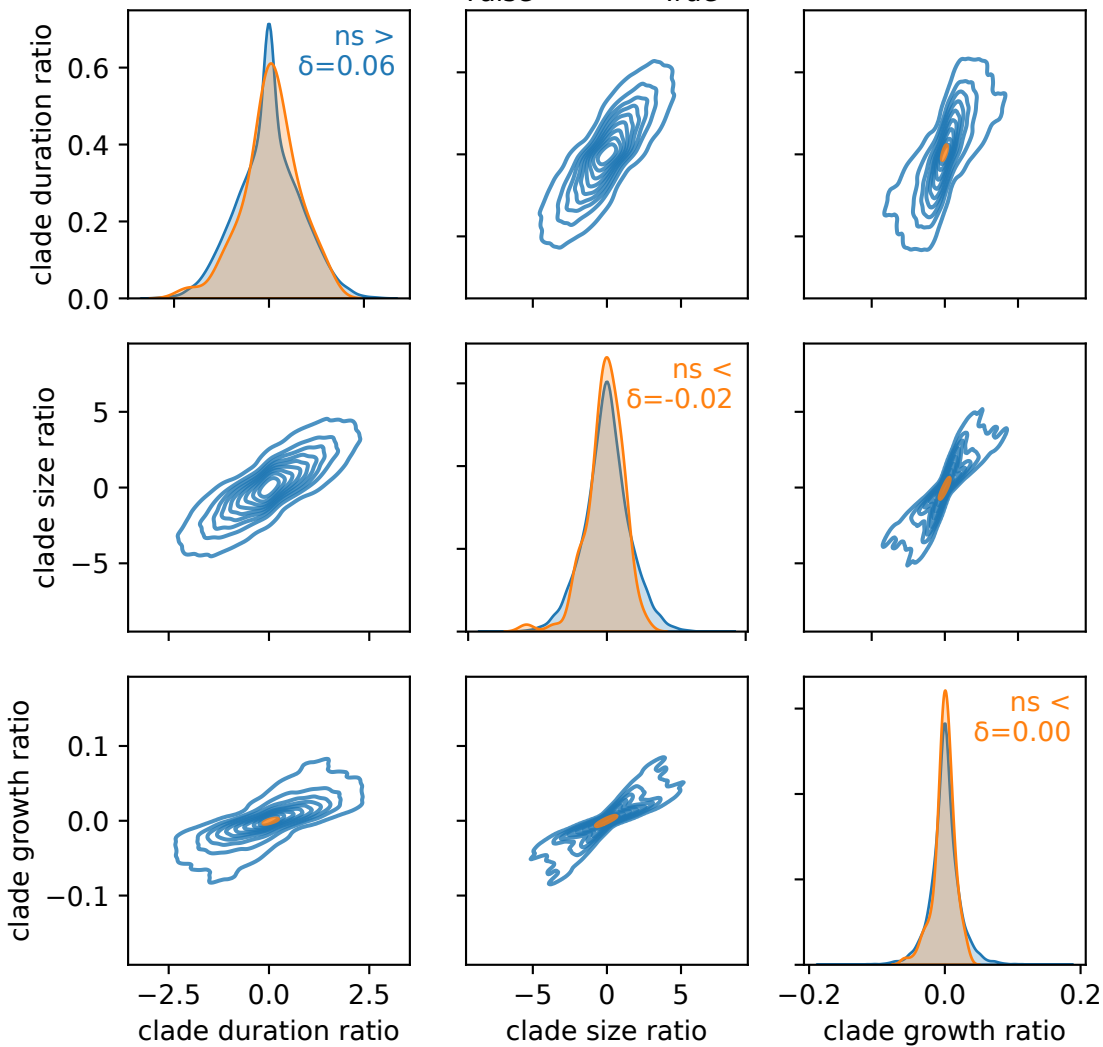 ns >
δ=0.06
clade duration ratio
0.6
0.4
0.2
0.0
ns <
δ=-0.02
clade size ratio
5
0
−5
ns <
δ=0.00
clade growth ratio
0.1
0.0
−0.1
−2.5 0.0 2.5
−5 0 5
−0.2 0.0 0.2
clade duration ratio
clade size ratio
clade growth ratio